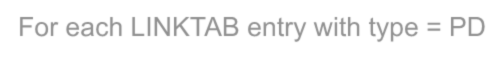 For each LINKTAB entry with type = PD